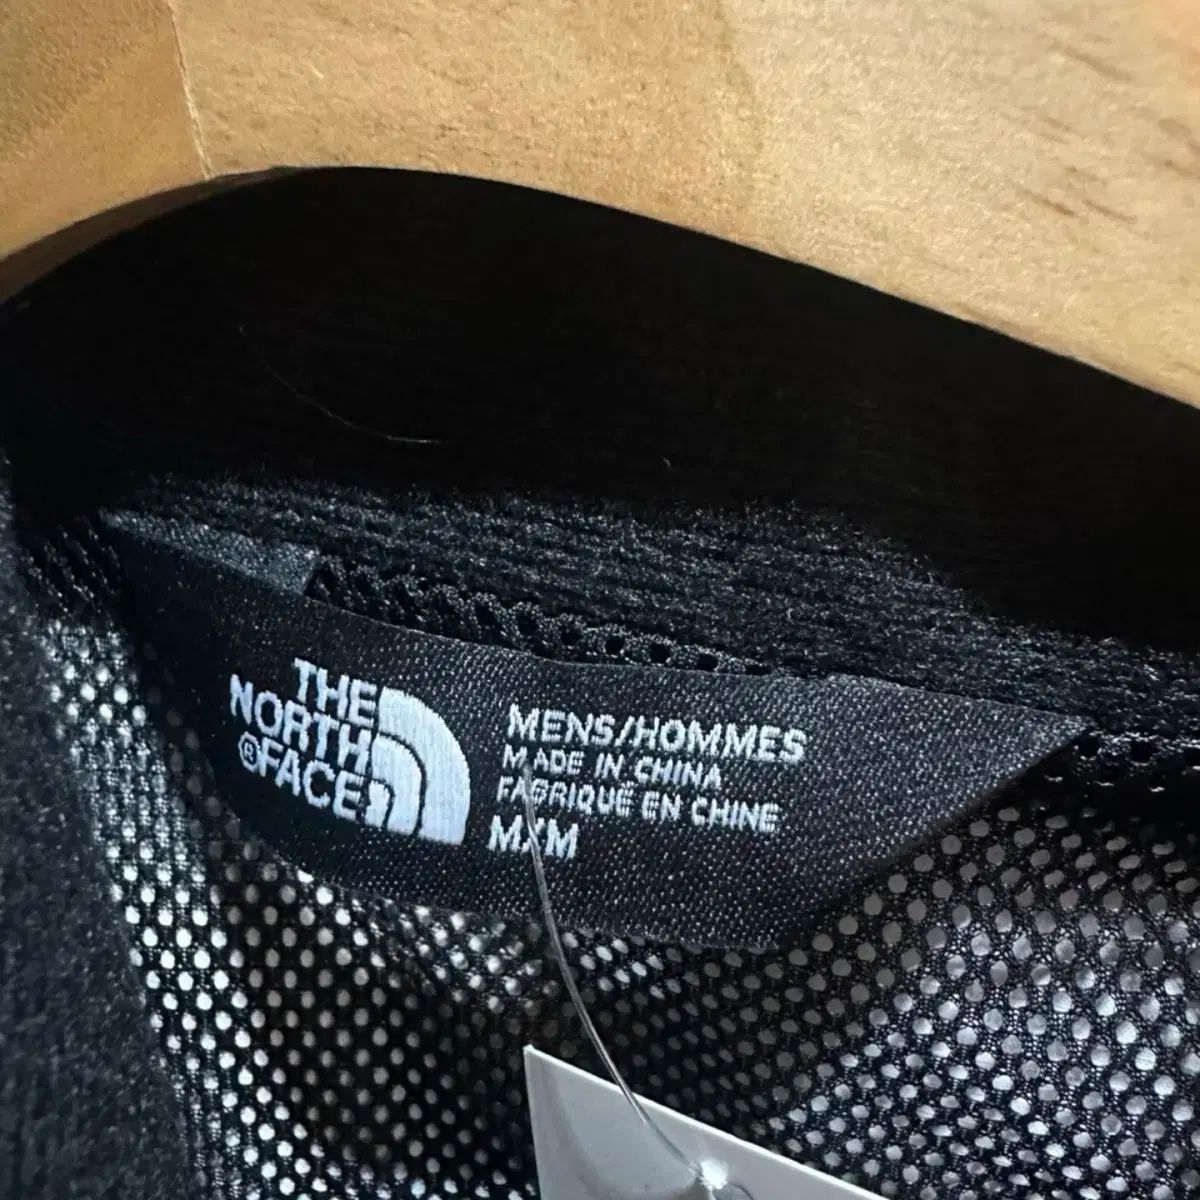 THE
NORTH
®FACE
MENS/HOMMES
MADE IN CHINA
FABRIQUÉ EN CHINE
M/M